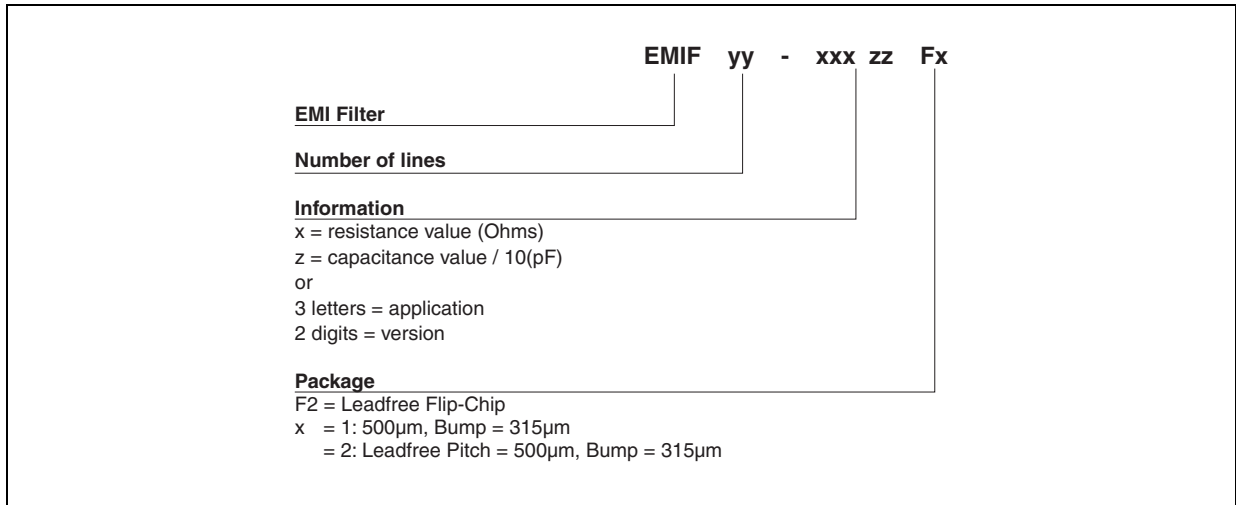 EMIF yy - xxx zz Fx
EMI Filter
Number of lines
Information
x = resistance value (Ohms)
z = capacitance value / 10(pF)
or
3 letters = application
2 digits = version
Package
F2 = Leadfree Flip-Chip
x = 1: 500µm, Bump = 315µm
= 2: Leadfree Pitch = 500µm, Bump = 315µm